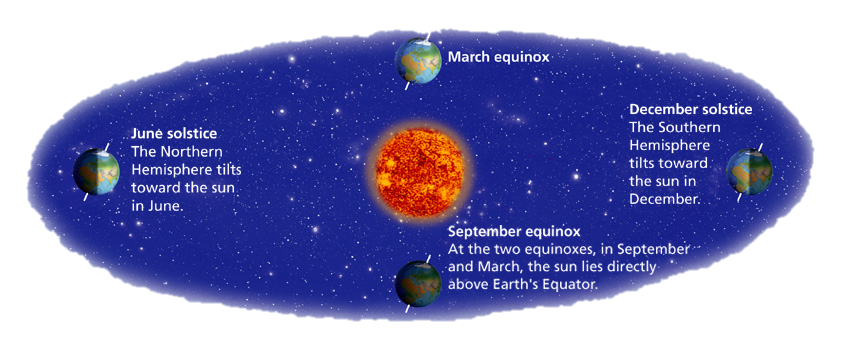 March equinox
June solstice
The Northern
Hemisphere tilts
toward the sun
in June.
December solstice
The Southern
Hemisphere
tilts toward
the sun in
December.
September equinox
At the two equinoxes, in September
and March, the sun lies directly
above Earth's Equator.